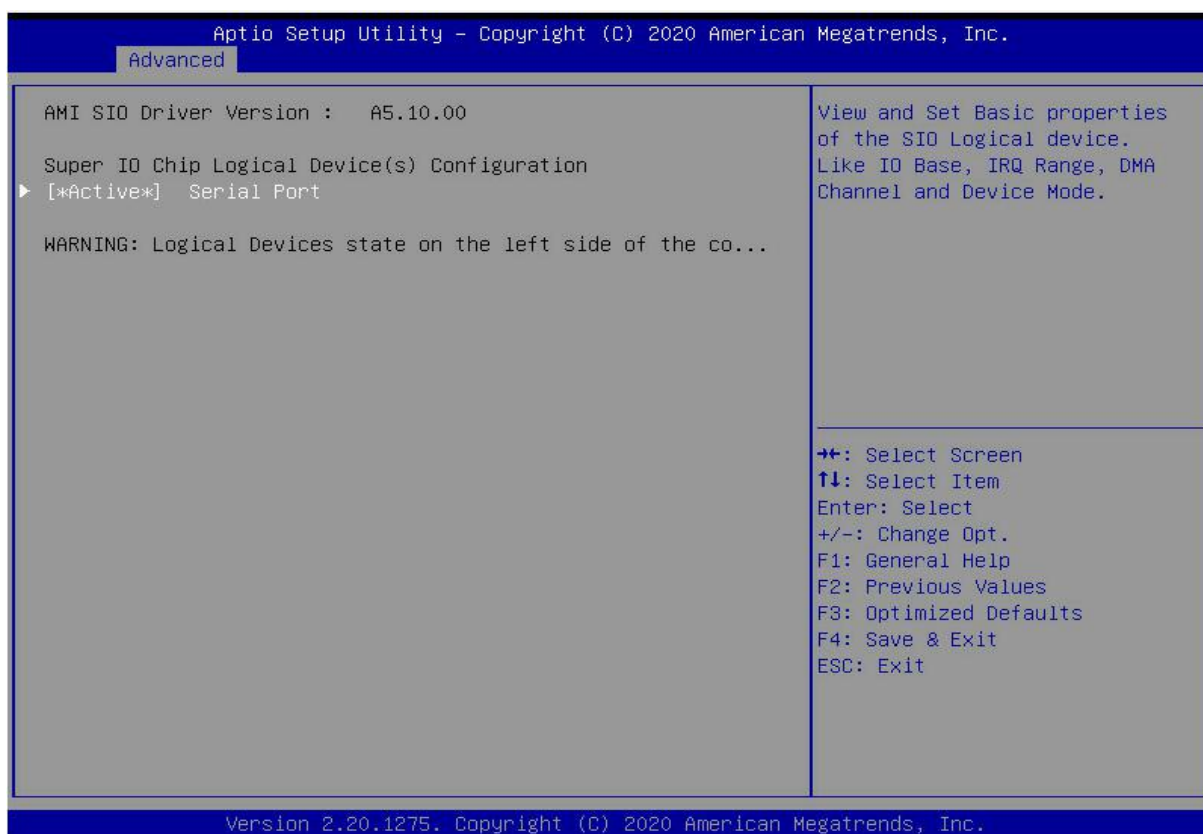 Aptio Setup Utility – Copyright (C) 2020 American Megatrends, Inc.
Advanced
AMI SIO Driver Version :   A5.10.00
Super IO Chip Logical Device(s) Configuration
▶ [*Active*]  Serial Port
WARNING: Logical Devices state on the left side of the co...
View and Set Basic properties
of the SIO Logical device.
Like IO Base, IRQ Range, DMA
Channel and Device Mode.
→←: Select Screen
↑↓: Select Item
Enter: Select
+/-: Change Opt.
F1: General Help
F2: Previous Values
F3: Optimized Defaults
F4: Save & Exit
ESC: Exit
Version 2.20.1275. Copyright (C) 2020 American Megatrends, Inc.